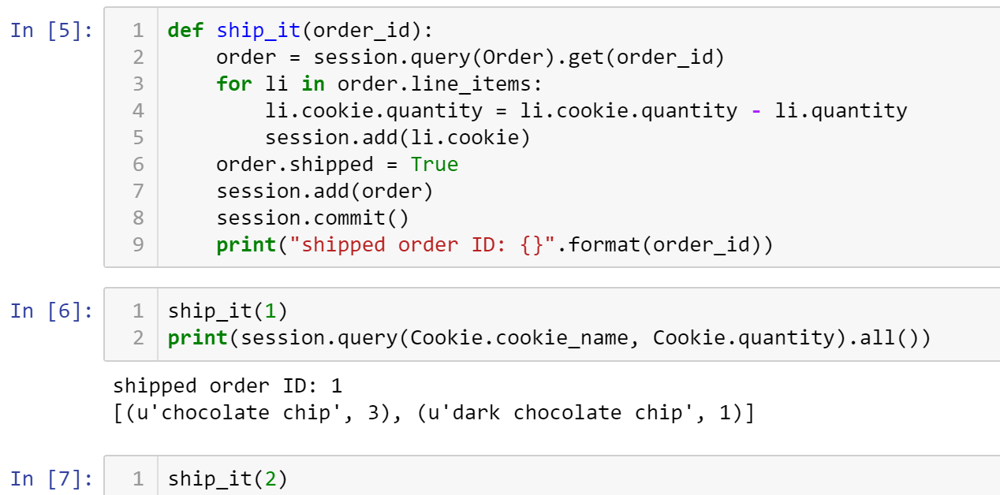 In [5]:
1 def ship_it(order_id):
2     order = session.query(Order).get(order_id)
3     for li in order.line_items:
4         li.cookie.quantity = li.cookie.quantity - li.quantity
5         session.add(li.cookie)
6     order.shipped = True
7     session.add(order)
8     session.commit()
9     print("shipped order ID: {}".format(order_id))
In [6]:
1 ship_it(1)
2 print(session.query(Cookie.cookie_name, Cookie.quantity).all())
shipped order ID: 1
[(u'chocolate chip', 3), (u'dark chocolate chip', 1)]
In [7]:
1 ship_it(2)